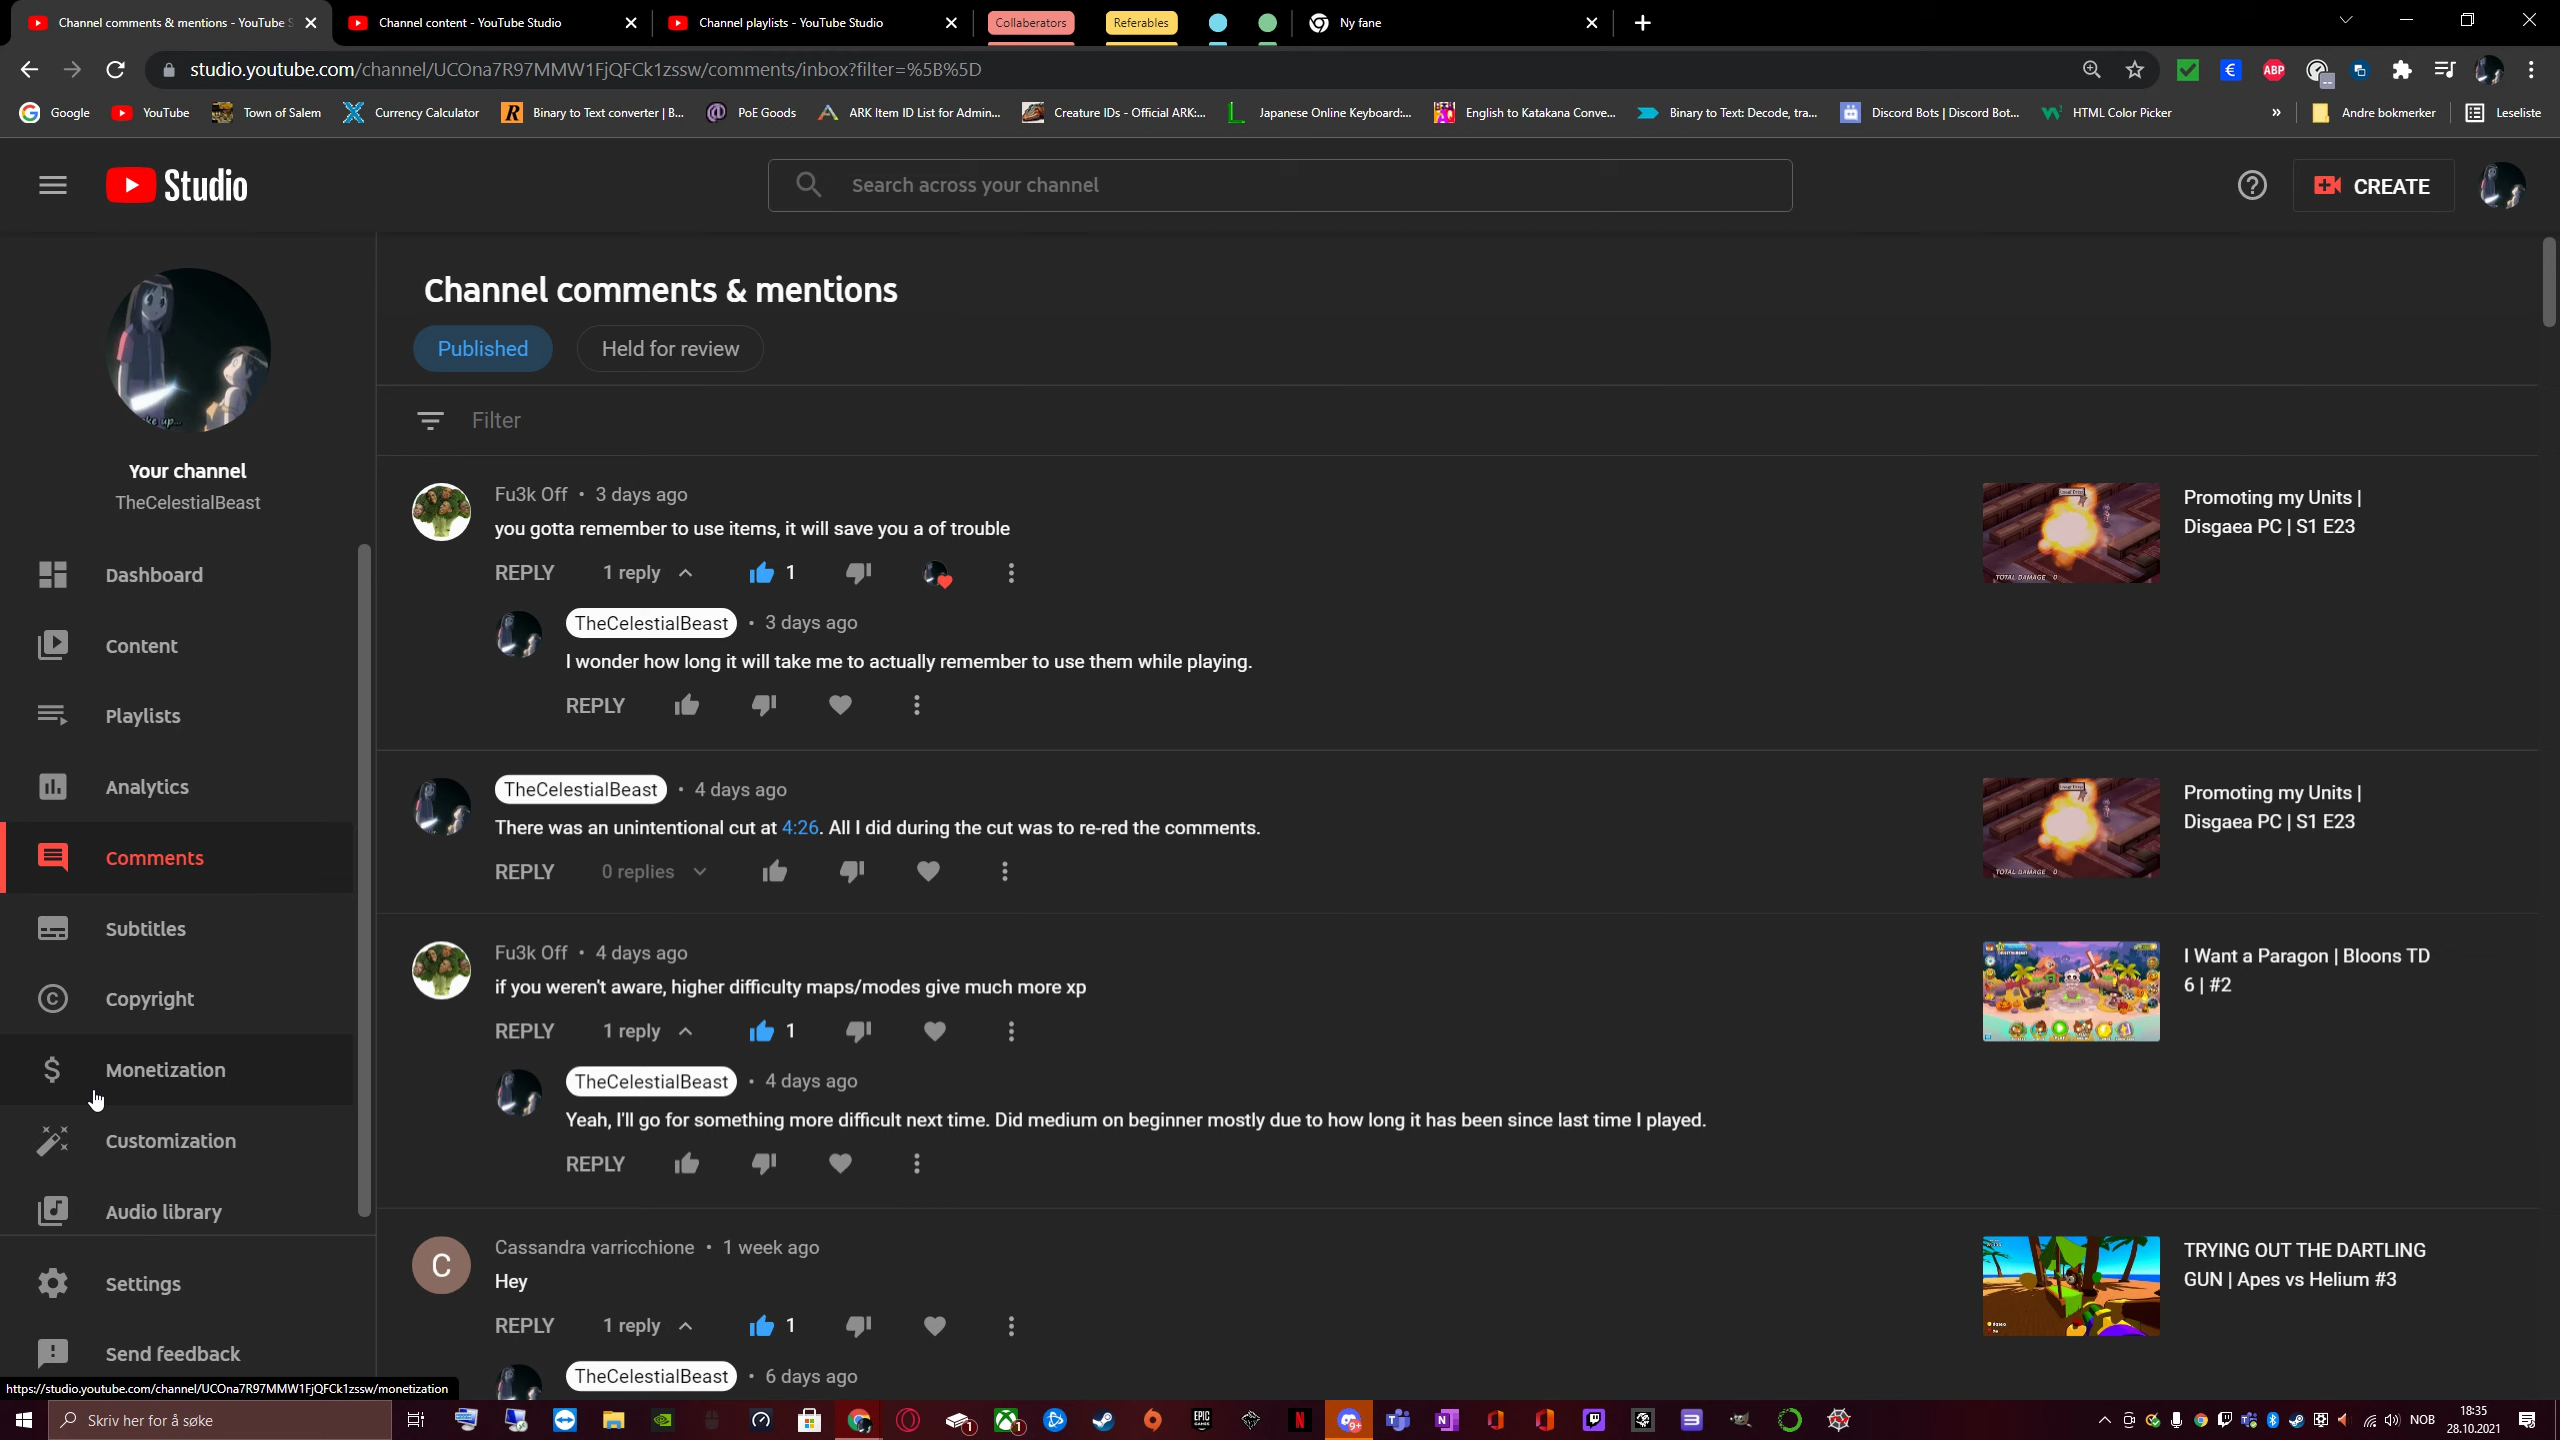 Channel comments & mentions - YouTube S
Channel content - YouTube Studio
Channel playlists - YouTube Studio
Collaberators
Referables
Ny fane
studio.youtube.com/channel/UCOna7R97MMW1FjQFCk1zssw/comments/inbox?filter=%5B%5D
ABP
Google
YouTube
Town of Salem
Currency Calculator
Binary to Text converter | B...
PoE Goods
ARK Item ID List for Admin...
Creature IDs - Official ARK:...
Japanese Online Keyboard:...
English to Katakana Conve...
Binary to Text: Decode, tra...
Discord Bots | Discord Bot...
HTML Color Picker
»
Andre bokmerker
Leseliste
Studio
Search across your channel
CREATE
Your channel
TheCelestialBeast
Dashboard
Content
Playlists
Analytics
Comments
Subtitles
Copyright
Monetization
Customization
Audio library
Settings
Send feedback
Channel comments & mentions
Published
Held for review
Filter
Fu3k Off • 3 days ago
you gotta remember to use items, it will save you a of trouble
REPLY 1 reply 1
TheCelestialBeast • 3 days ago
I wonder how long it will take me to actually remember to use them while playing.
REPLY
Promoting my Units |
Disgaea PC | S1 E23
TOTAL DAMAGE 0
TheCelestialBeast • 4 days ago
There was an unintentional cut at 4:26. All I did during the cut was to re-red the comments.
REPLY 0 replies
Promoting my Units |
Disgaea PC | S1 E23
TOTAL DAMAGE 0
Fu3k Off • 4 days ago
if you weren't aware, higher difficulty maps/modes give much more xp
REPLY 1 reply 1
TheCelestialBeast • 4 days ago
Yeah, I'll go for something more difficult next time. Did medium on beginner mostly due to how long it has been since last time I played.
REPLY
I Want a Paragon | Bloons TD
6 | #2
C
Cassandra varricchione • 1 week ago
Hey
REPLY 1 reply 1
TheCelestialBeast • 6 days ago
TRYING OUT THE DARTLING
GUN | Apes vs Helium #3
https://studio.youtube.com/channel/UCOna7R97MMW1FjQFCk1zssw/monetization
Skriv her for å søke
NOB
18:35
28.10.2021